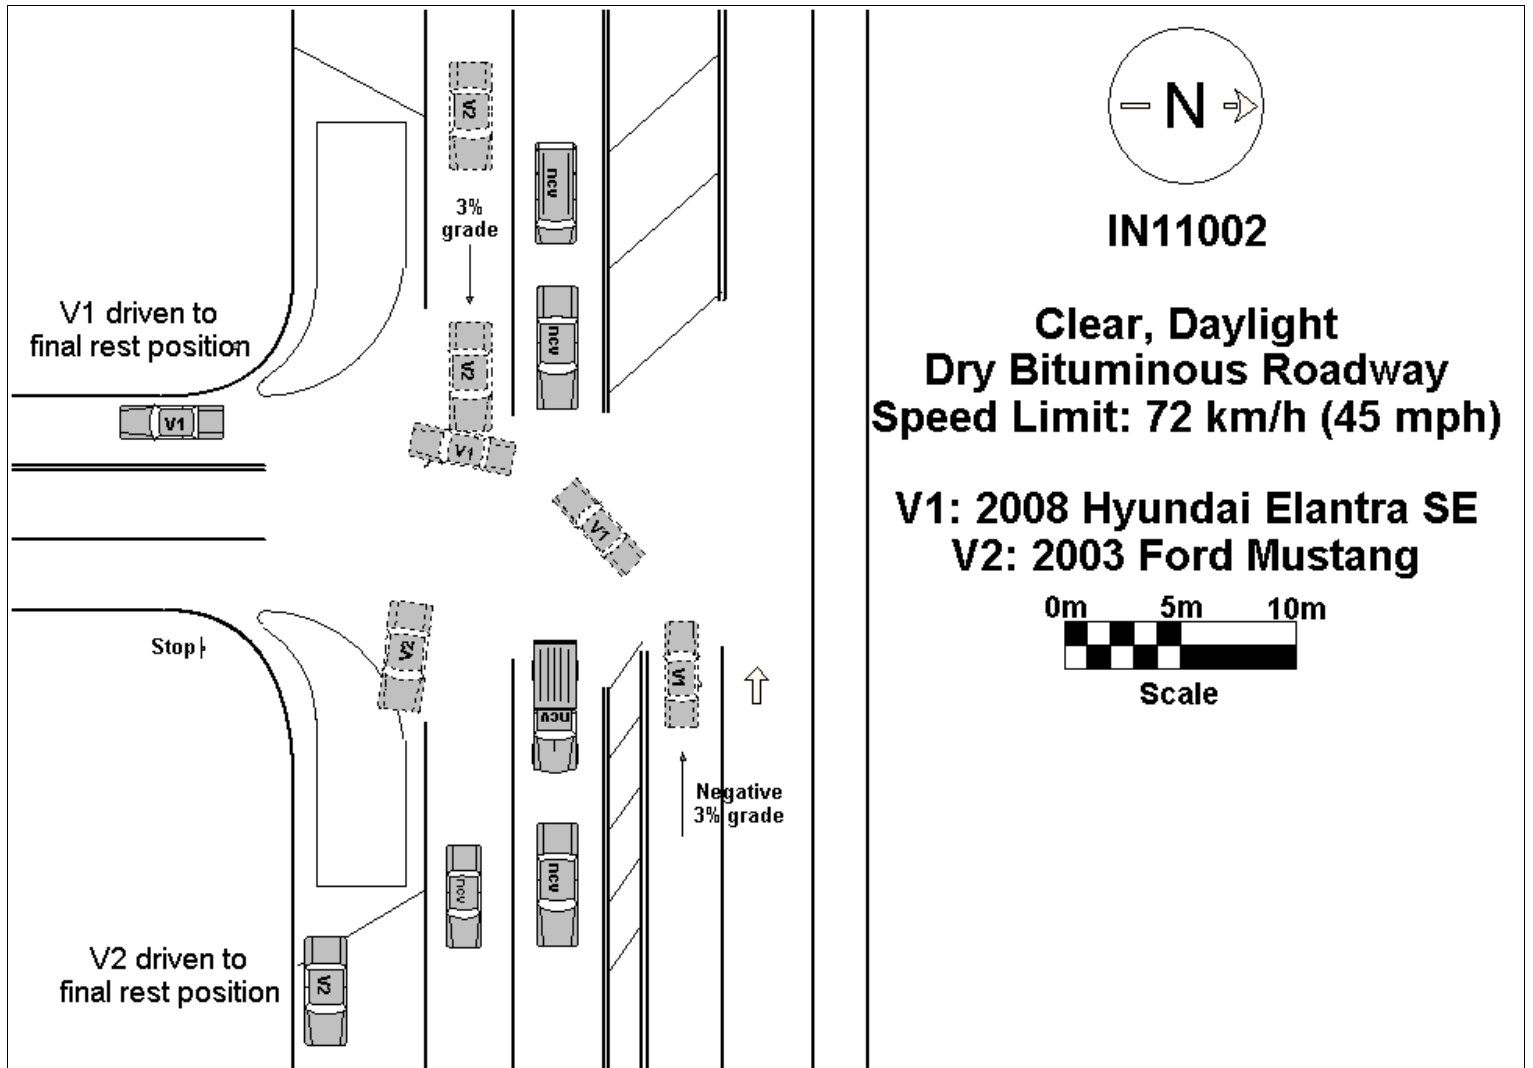 N
IN11002
Clear, Daylight
Dry Bituminous Roadway
Speed Limit: 72 km/h (45 mph)
V1: 2008 Hyundai Elantra SE
V2: 2003 Ford Mustang
0m 5m 10m
Scale
V2
ncv
3%
grade
V1 driven to
final rest position
ncv
V2
V1
V1
V1
Stop
V2
V1
ncv
Negative
3% grade
ncv
ncv
V2 driven to
final rest position
V2